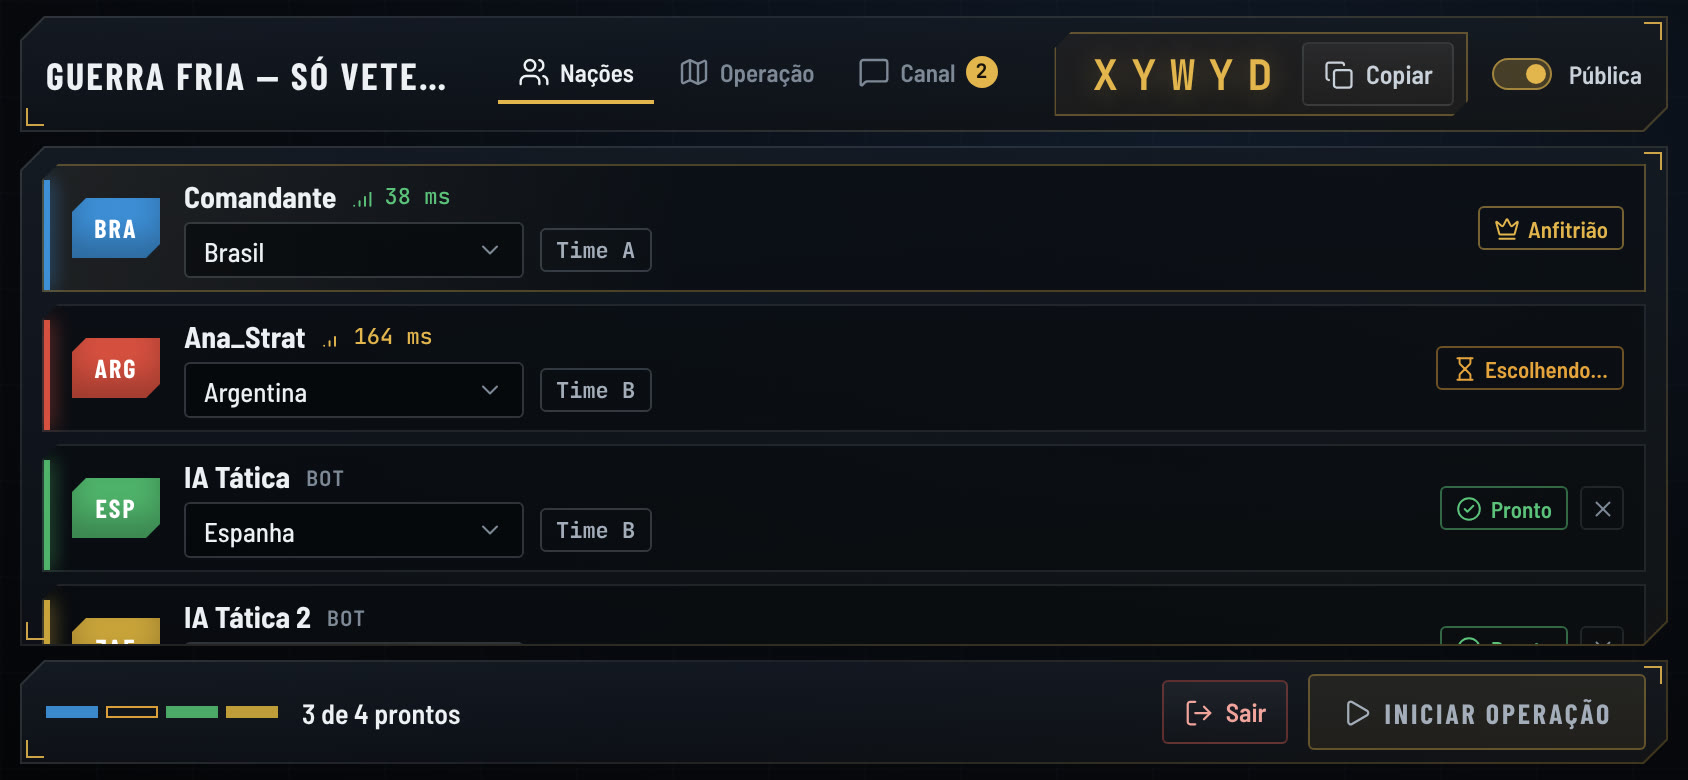 GUERRA FRIA – SÓ VETE...
Nações
Operação
Canal 2
XYWYD
Copiar
Pública
BRA
Comandante 38 ms
Brasil
Time A
Anfitrião
ARG
Ana_Strat 164 ms
Argentina
Time B
Escolhendo...
ESP
IA Tática BOT
Espanha
Time B
Pronto
IA Tática 2 BOT
3 de 4 prontos
Sair
INICIAR OPERAÇÃO